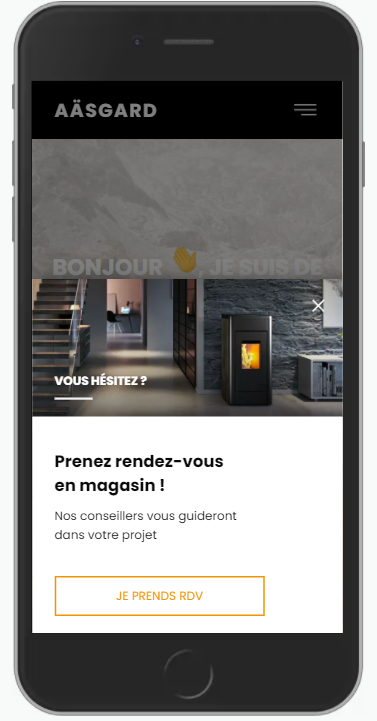 AÄSGARD
BONJOUR 👋, JE SUIS DE
VOUS HÉSITEZ ?
Prenez rendez-vous
en magasin !
Nos conseillers vous guideront
dans votre projet
JE PRENDS RDV